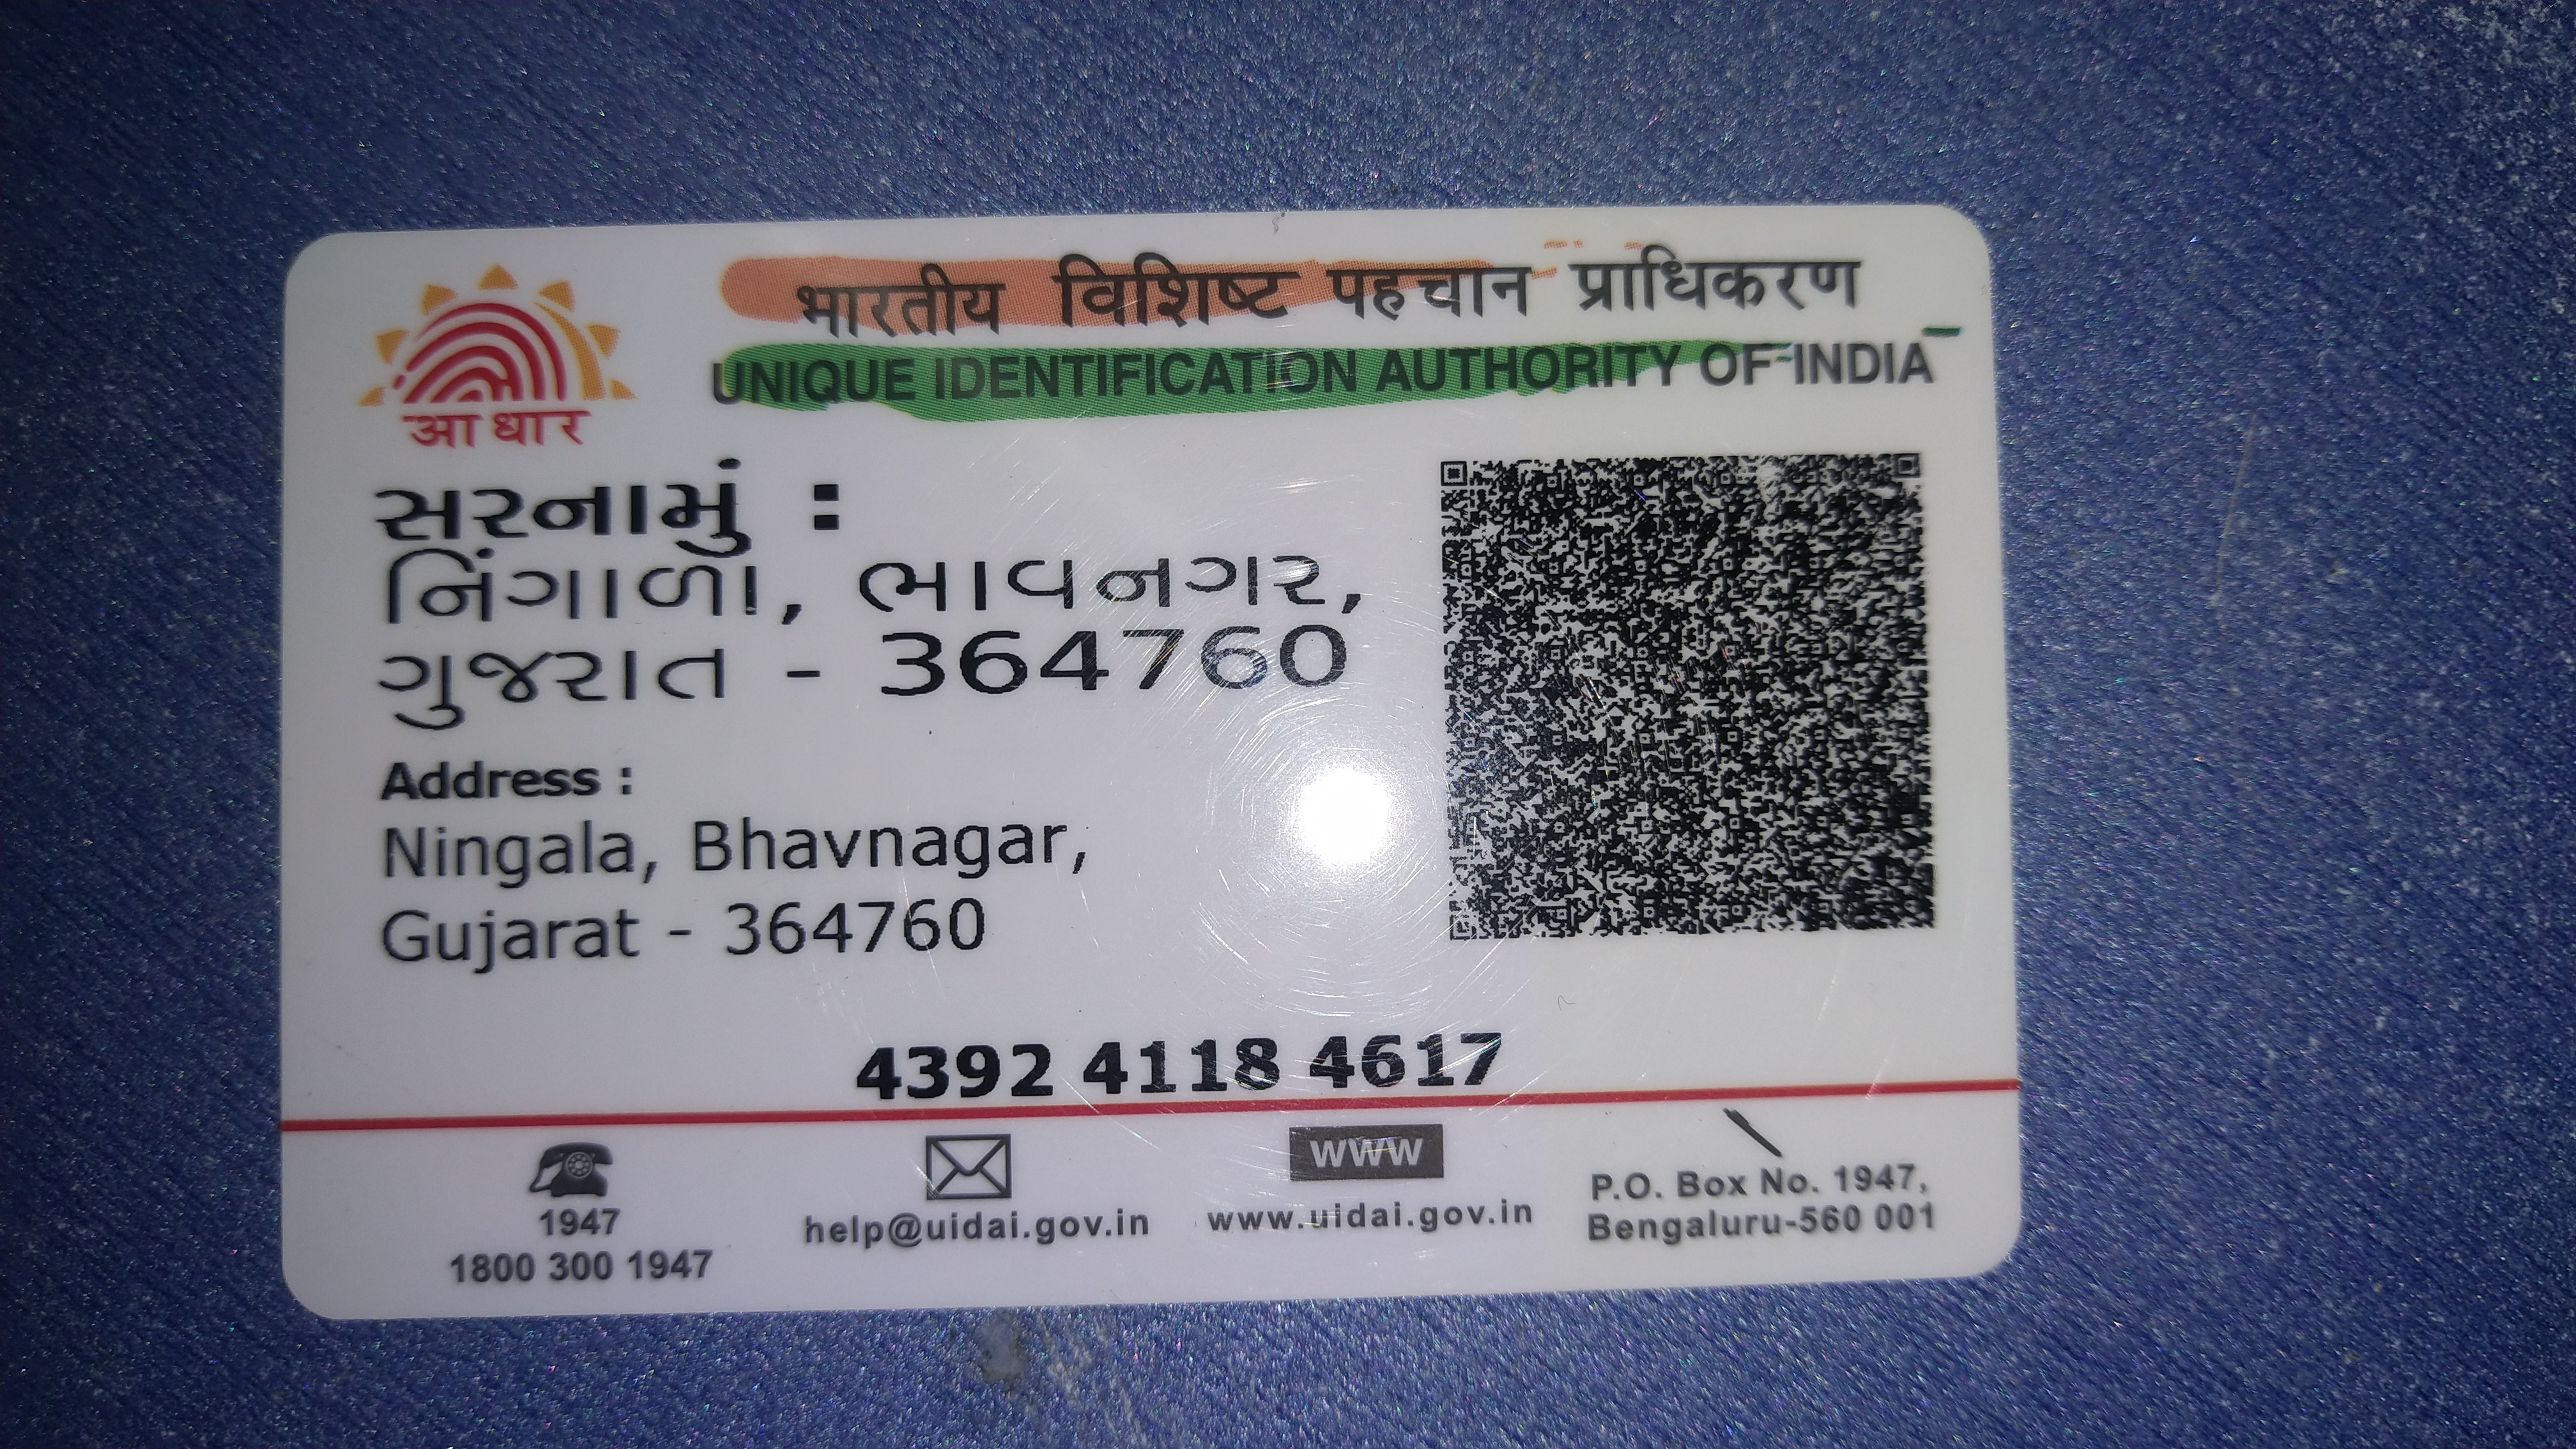 भारतीय विशिष्ट पहचान प्राधिकरण
UNIQUE IDENTIFICATION AUTHORITY OF INDIA
आधार
સરનામું :
નિંગાળા, ભાવનગર,
ગુજરાત - 364760
Address :
Ningala, Bhavnagar,
Gujarat - 364760
4392 4118 4617
1947
1800 300 1947
help@uidai.gov.in
www
www.uidai.gov.in
P.O. Box No. 1947,
Bengaluru-560 001